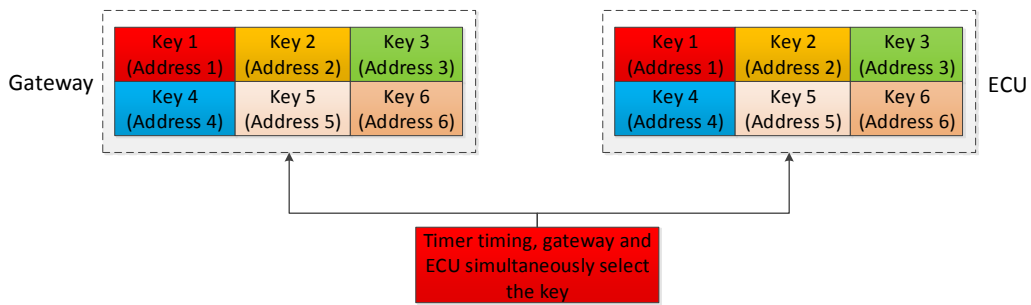 Gateway
Key 1
(Address 1)
Key 2
(Address 2)
Key 3
(Address 3)
Key 4
(Address 4)
Key 5
(Address 5)
Key 6
(Address 6)
Key 1
(Address 1)
Key 2
(Address 2)
Key 3
(Address 3)
Key 4
(Address 4)
Key 5
(Address 5)
Key 6
(Address 6)
ECU
Timer timing, gateway and
ECU simultaneously select
the key